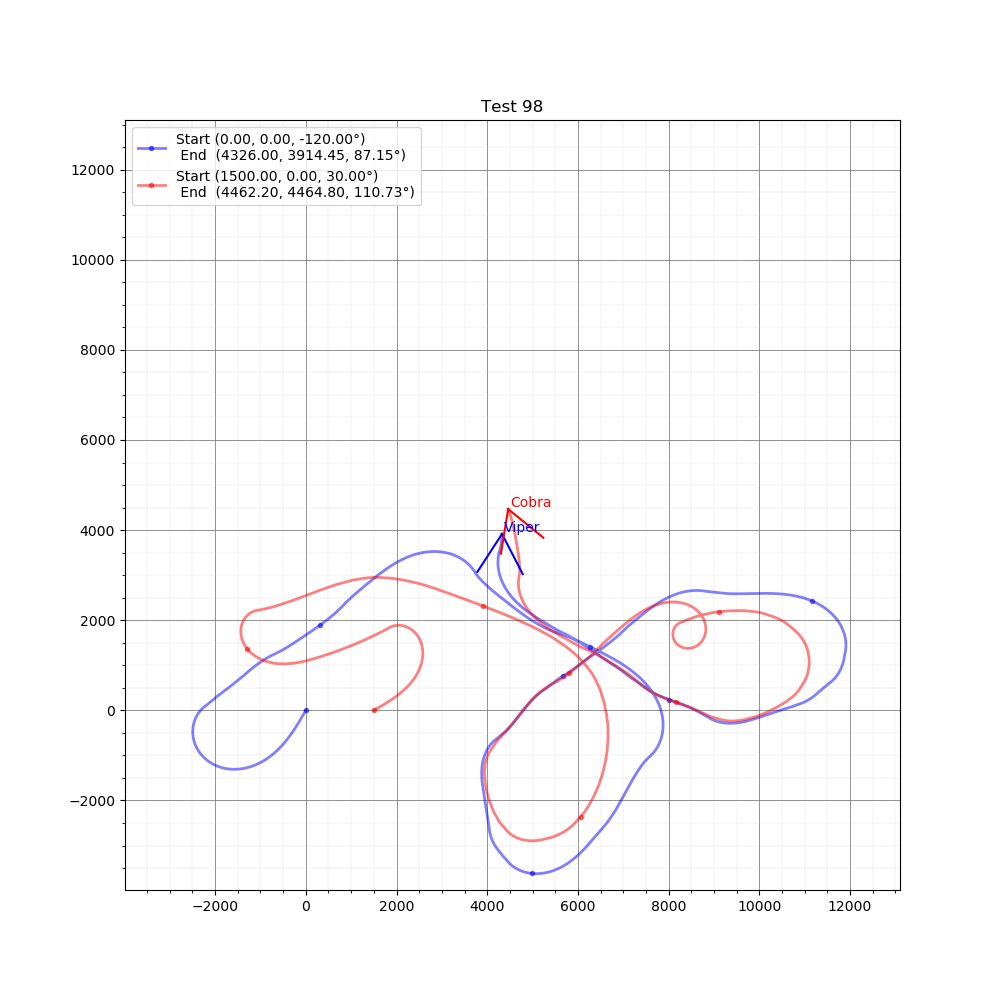 Test 98
Start (0.00, 0.00, -120.00°)
End  (4326.00, 3914.45, 87.15°)
Start (1500.00, 0.00, 30.00°)
End  (4462.20, 4464.80, 110.73°)
12000
10000
8000
6000
4000
2000
0
−2000
Cobra
Viper
−2000 0 2000 4000 6000 8000 10000 12000